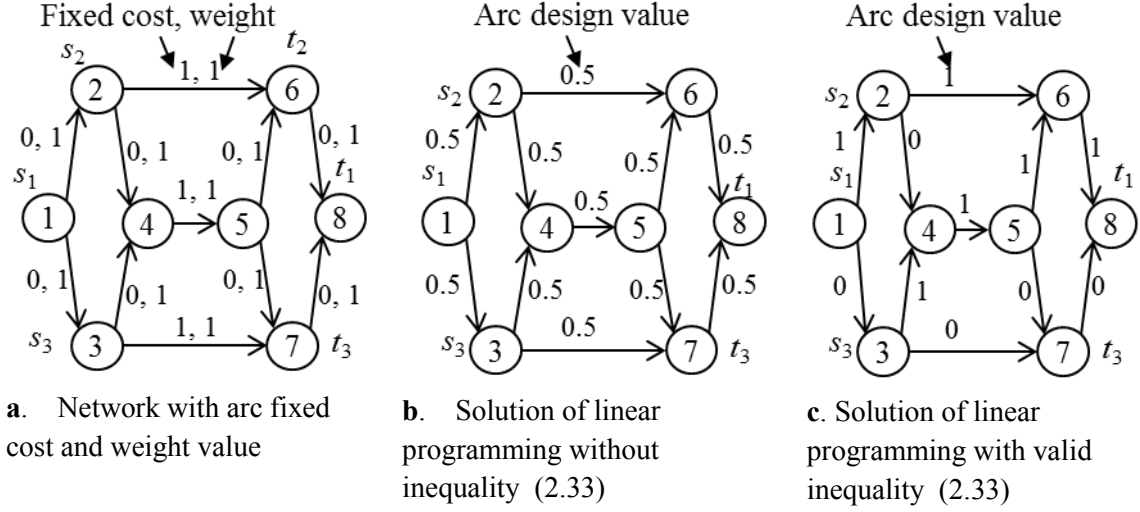 Fixed cost, weight
s2
t2
1, 1
2
6
0, 1
0, 1
0, 1
0, 1
s1
t1
1, 1
1
4
5
8
0, 1
0, 1
0, 1
0, 1
s3
1, 1
t3
3
7
a. Network with arc fixed
cost and weight value
Arc design value
s2
0.5
2
6
0.5
0.5
0.5
0.5
s1
t1
0.5
1
4
5
8
0.5
0.5
0.5
0.5
s3
0.5
t3
3
7
b. Solution of linear
programming without
inequality (2.33)
Arc design value
s2
1
2
6
1
0
1
1
s1
t1
1
1
4
5
8
0
1
0
0
s3
0
t3
3
7
c. Solution of linear
programming with valid
inequality (2.33)